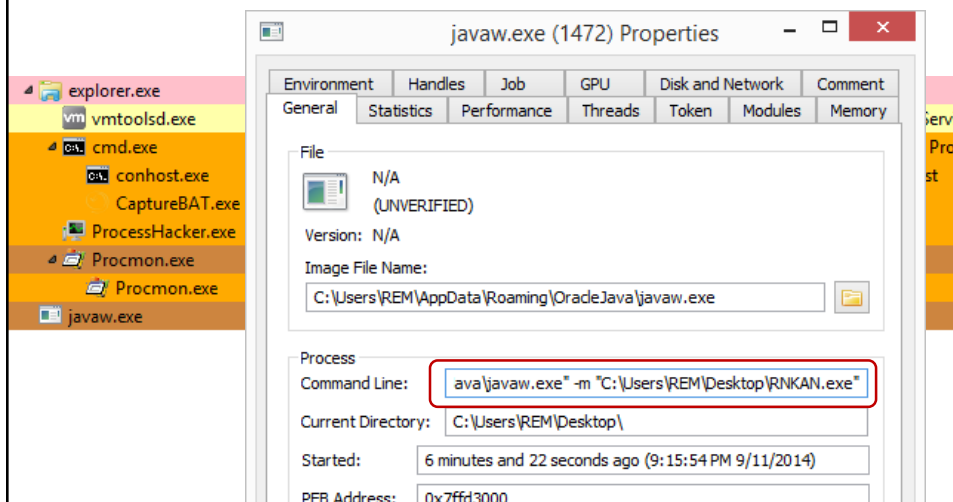 javaw.exe (1472) Properties
explorer.exe
vmtoolsd.exe
cmd.exe
conhost.exe
CaptureBAT.exe
ProcessHacker.exe
Procmon.exe
Procmon.exe
javaw.exe
Environment Handles Job GPU Disk and Network Comment
General Statistics Performance Threads Token Modules Memory
File
N/A
(UNVERIFIED)
Version: N/A
Image File Name:
C:\Users\REM\AppData\Roaming\OracleJava\javaw.exe
Process
Command Line: ava\javaw.exe" -m "C:\Users\REM\Desktop\RNKAN.exe"
Current Directory: C:\Users\REM\Desktop\
Started: 6 minutes and 22 seconds ago (9:15:54 PM 9/11/2014)
PEB Address: 0x7ffd3000
Serv
Pro
st